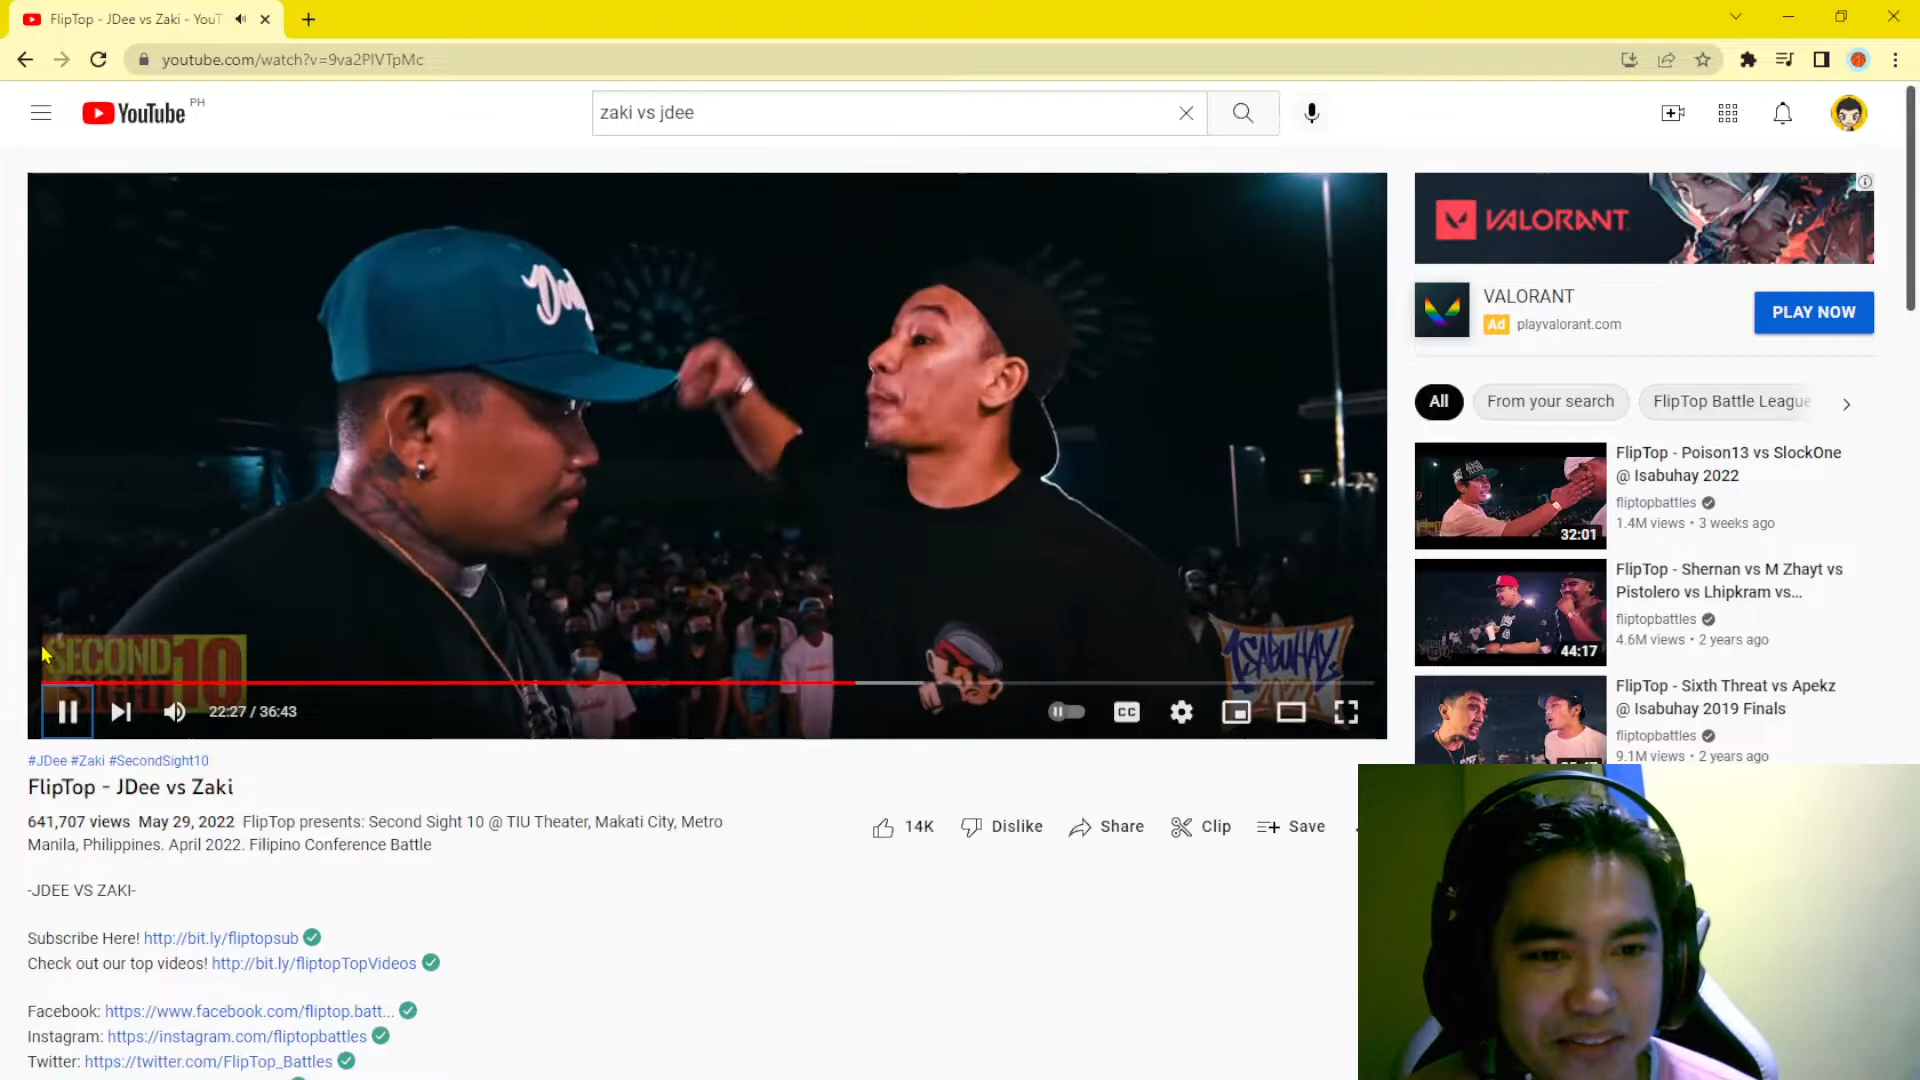 FlipTop - JDee vs Zaki - YouT
youtube.com/watch?v=9va2PlVTpMc
YouTube PH
zaki vs jdee
SECOND
SIGHT 10
ISABUHAY
2022
22:27 / 36:43
CC
#JDee #Zaki #SecondSight10
FlipTop - JDee vs Zaki
641,707 views May 29, 2022 FlipTop presents: Second Sight 10 @ TIU Theater, Makati City, Metro
Manila, Philippines. April 2022. Filipino Conference Battle
14K
Dislike
Share
Clip
Save
-JDEE VS ZAKI-
Subscribe Here! http://bit.ly/fliptopsub
Check out our top videos! http://bit.ly/fliptopTopVideos
Facebook: https://www.facebook.com/fliptop.batt...
Instagram: https://instagram.com/fliptopbattles
Twitter: https://twitter.com/FlipTop_Battles
VALORANT
VALORANT
Ad playvalorant.com
PLAY NOW
All
From your search
FlipTop Battle League
FlipTop - Poison13 vs SlockOne
@ Isabuhay 2022
fliptopbattles
1.4M views • 3 weeks ago
32:01
FlipTop - Shernan vs M Zhayt vs
Pistolero vs Lhipkram vs...
fliptopbattles
4.6M views • 2 years ago
44:17
FlipTop - Sixth Threat vs Apekz
@ Isabuhay 2019 Finals
fliptopbattles
9.1M views • 2 years ago